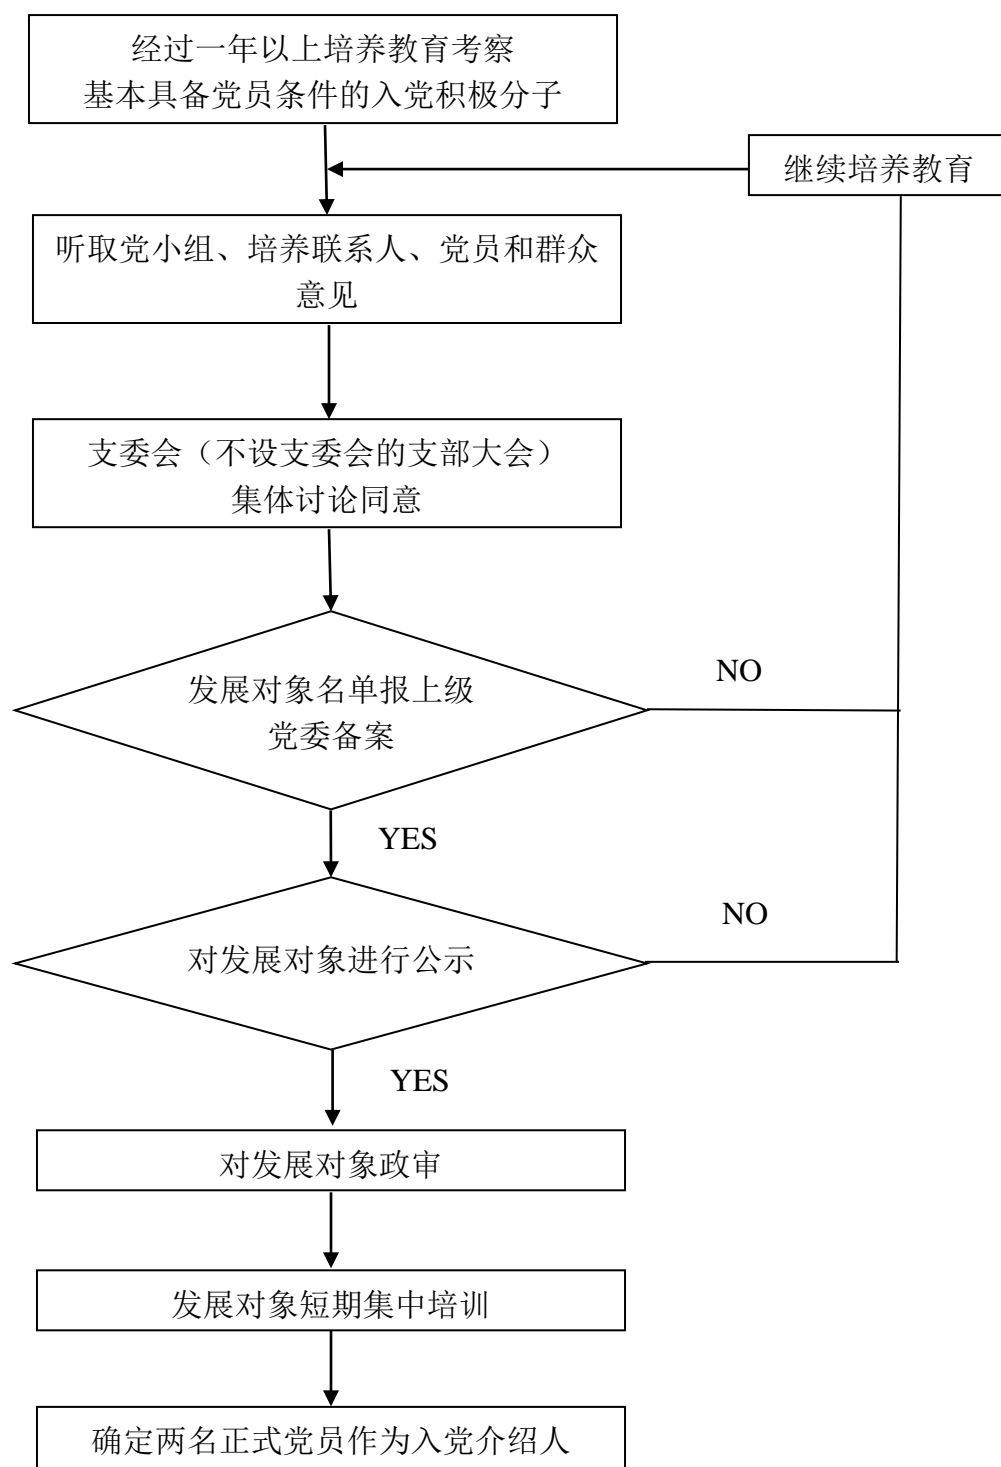 经过一年以上培养教育考察
基本具备党员条件的入党积极分子
继续培养教育
听取党小组、培养联系人、党员和群众
意见
支委会（不设支委会的支部大会）
集体讨论同意
发展对象名单报上级
党委备案
NO
YES
对发展对象进行公示
NO
YES
对发展对象政审
发展对象短期集中培训
确定两名正式党员作为入党介绍人